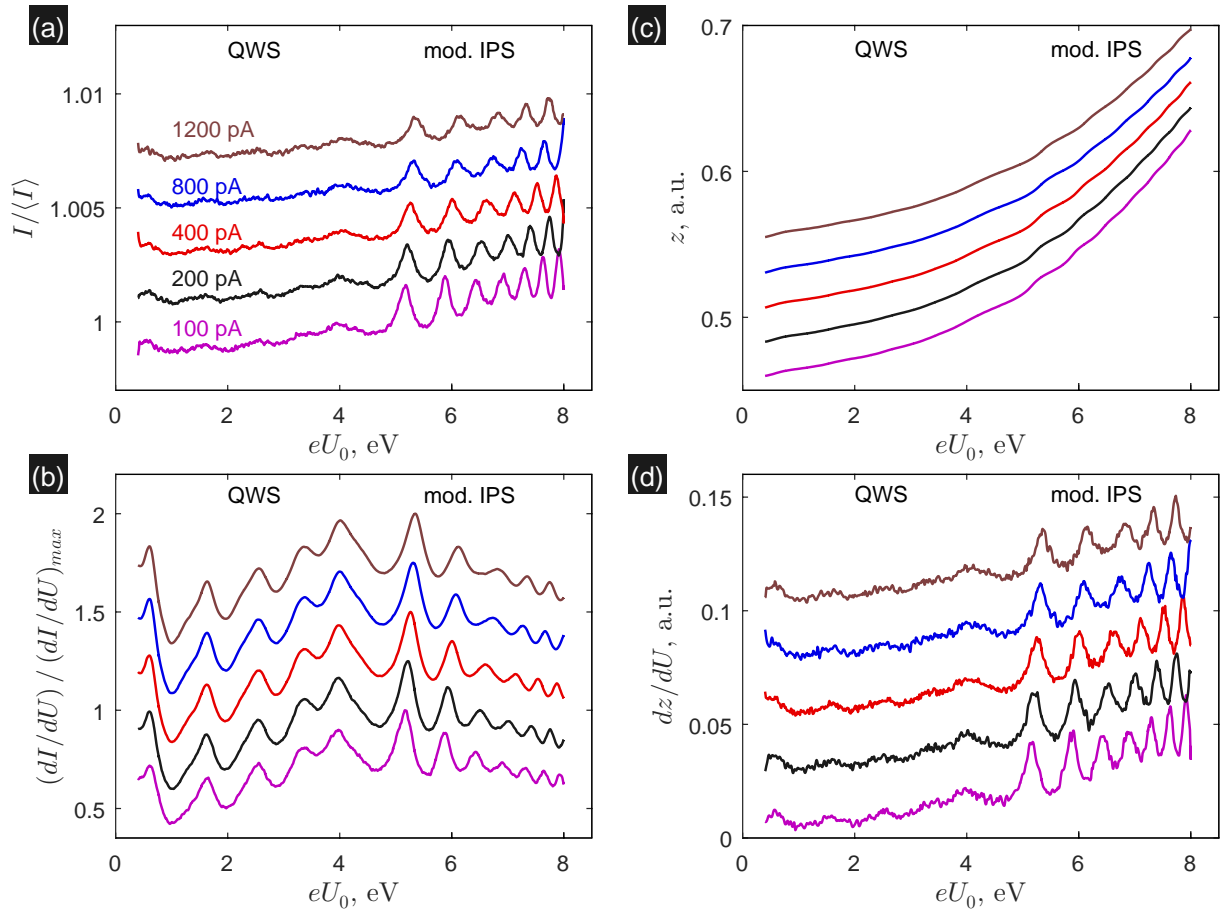 (a)
QWS mod. IPS
1.01
1200 pA
800 pA
1.005
400 pA
200 pA
100 pA
1
I/⟨I⟩
0 2 4 6 8
eU₀, eV
(c)
0.7
QWS mod. IPS
0.6
0.5
z, a.u.
0 2 4 6 8
eU₀, eV
(b)
QWS mod. IPS
2
1.5
1
0.5
(dI/dU) / (dI/dU)ₘₐₓ
0 2 4 6 8
eU₀, eV
(d)
0.15
QWS mod. IPS
0.1
0.05
0
dz/dU, a.u.
0 2 4 6 8
eU₀, eV